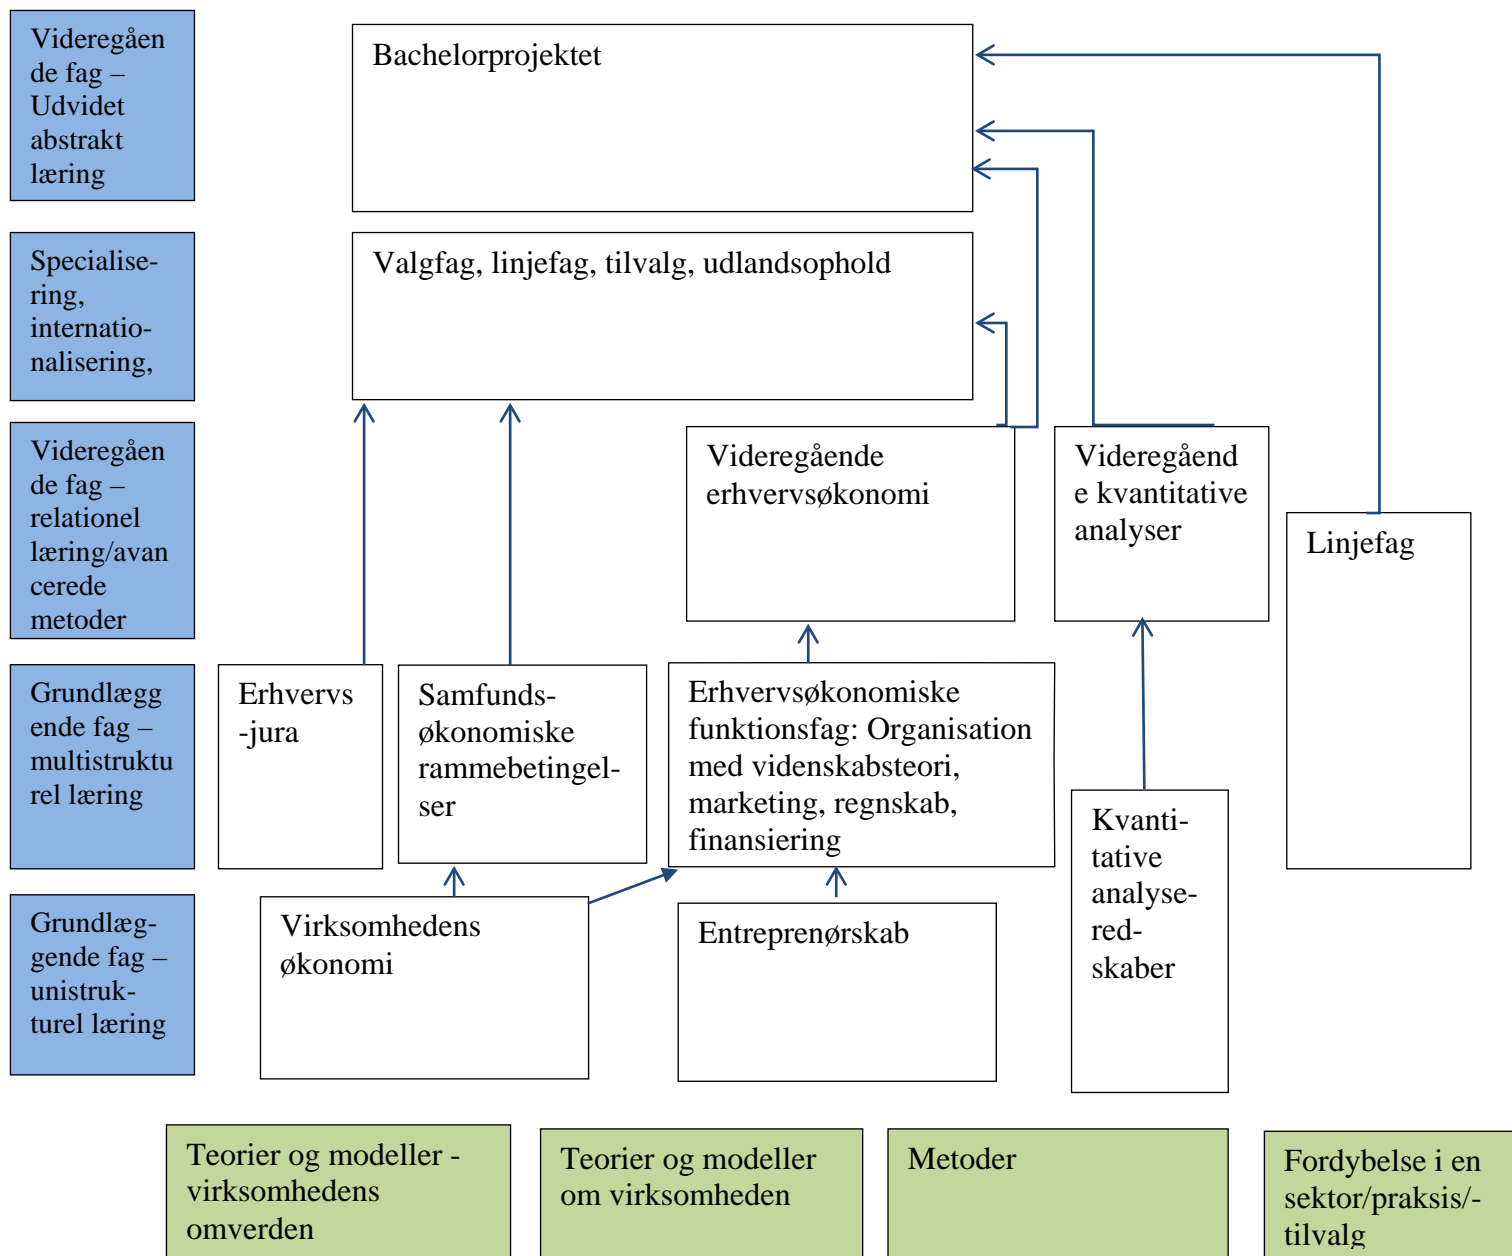 Videregåen
de fag –
Udvidet
abstrakt
læring
Bachelorprojektet
Specialise-
ring,
internatio-
nalisering,
Valgfag, linjefag, tilvalg, udlandsophold
Videregåen
de fag –
relationel
læring/avan
cerede
metoder
Videregående
erhvervsøkonomi
Videregåend
e kvantitative
analyser
Linjefag
Grundlægg
ende fag –
multistruktu
rel læring
Erhvervs
-jura
Samfunds-
økonomiske
rammebetingel-
ser
Erhvervsøkonomiske
funktionsfag: Organisation
med videnskabsteori,
marketing, regnskab,
finansiering
Kvanti-
tative
analyse-
red-
skaber
Grundlæg-
gende fag –
unistruk-
turel læring
Virksomhedens
økonomi
Entreprenørskab
Teorier og modeller -
virksomhedens
omverden
Teorier og modeller
om virksomheden
Metoder
Fordybelse i en
sektor/praksis/-
tilvalg